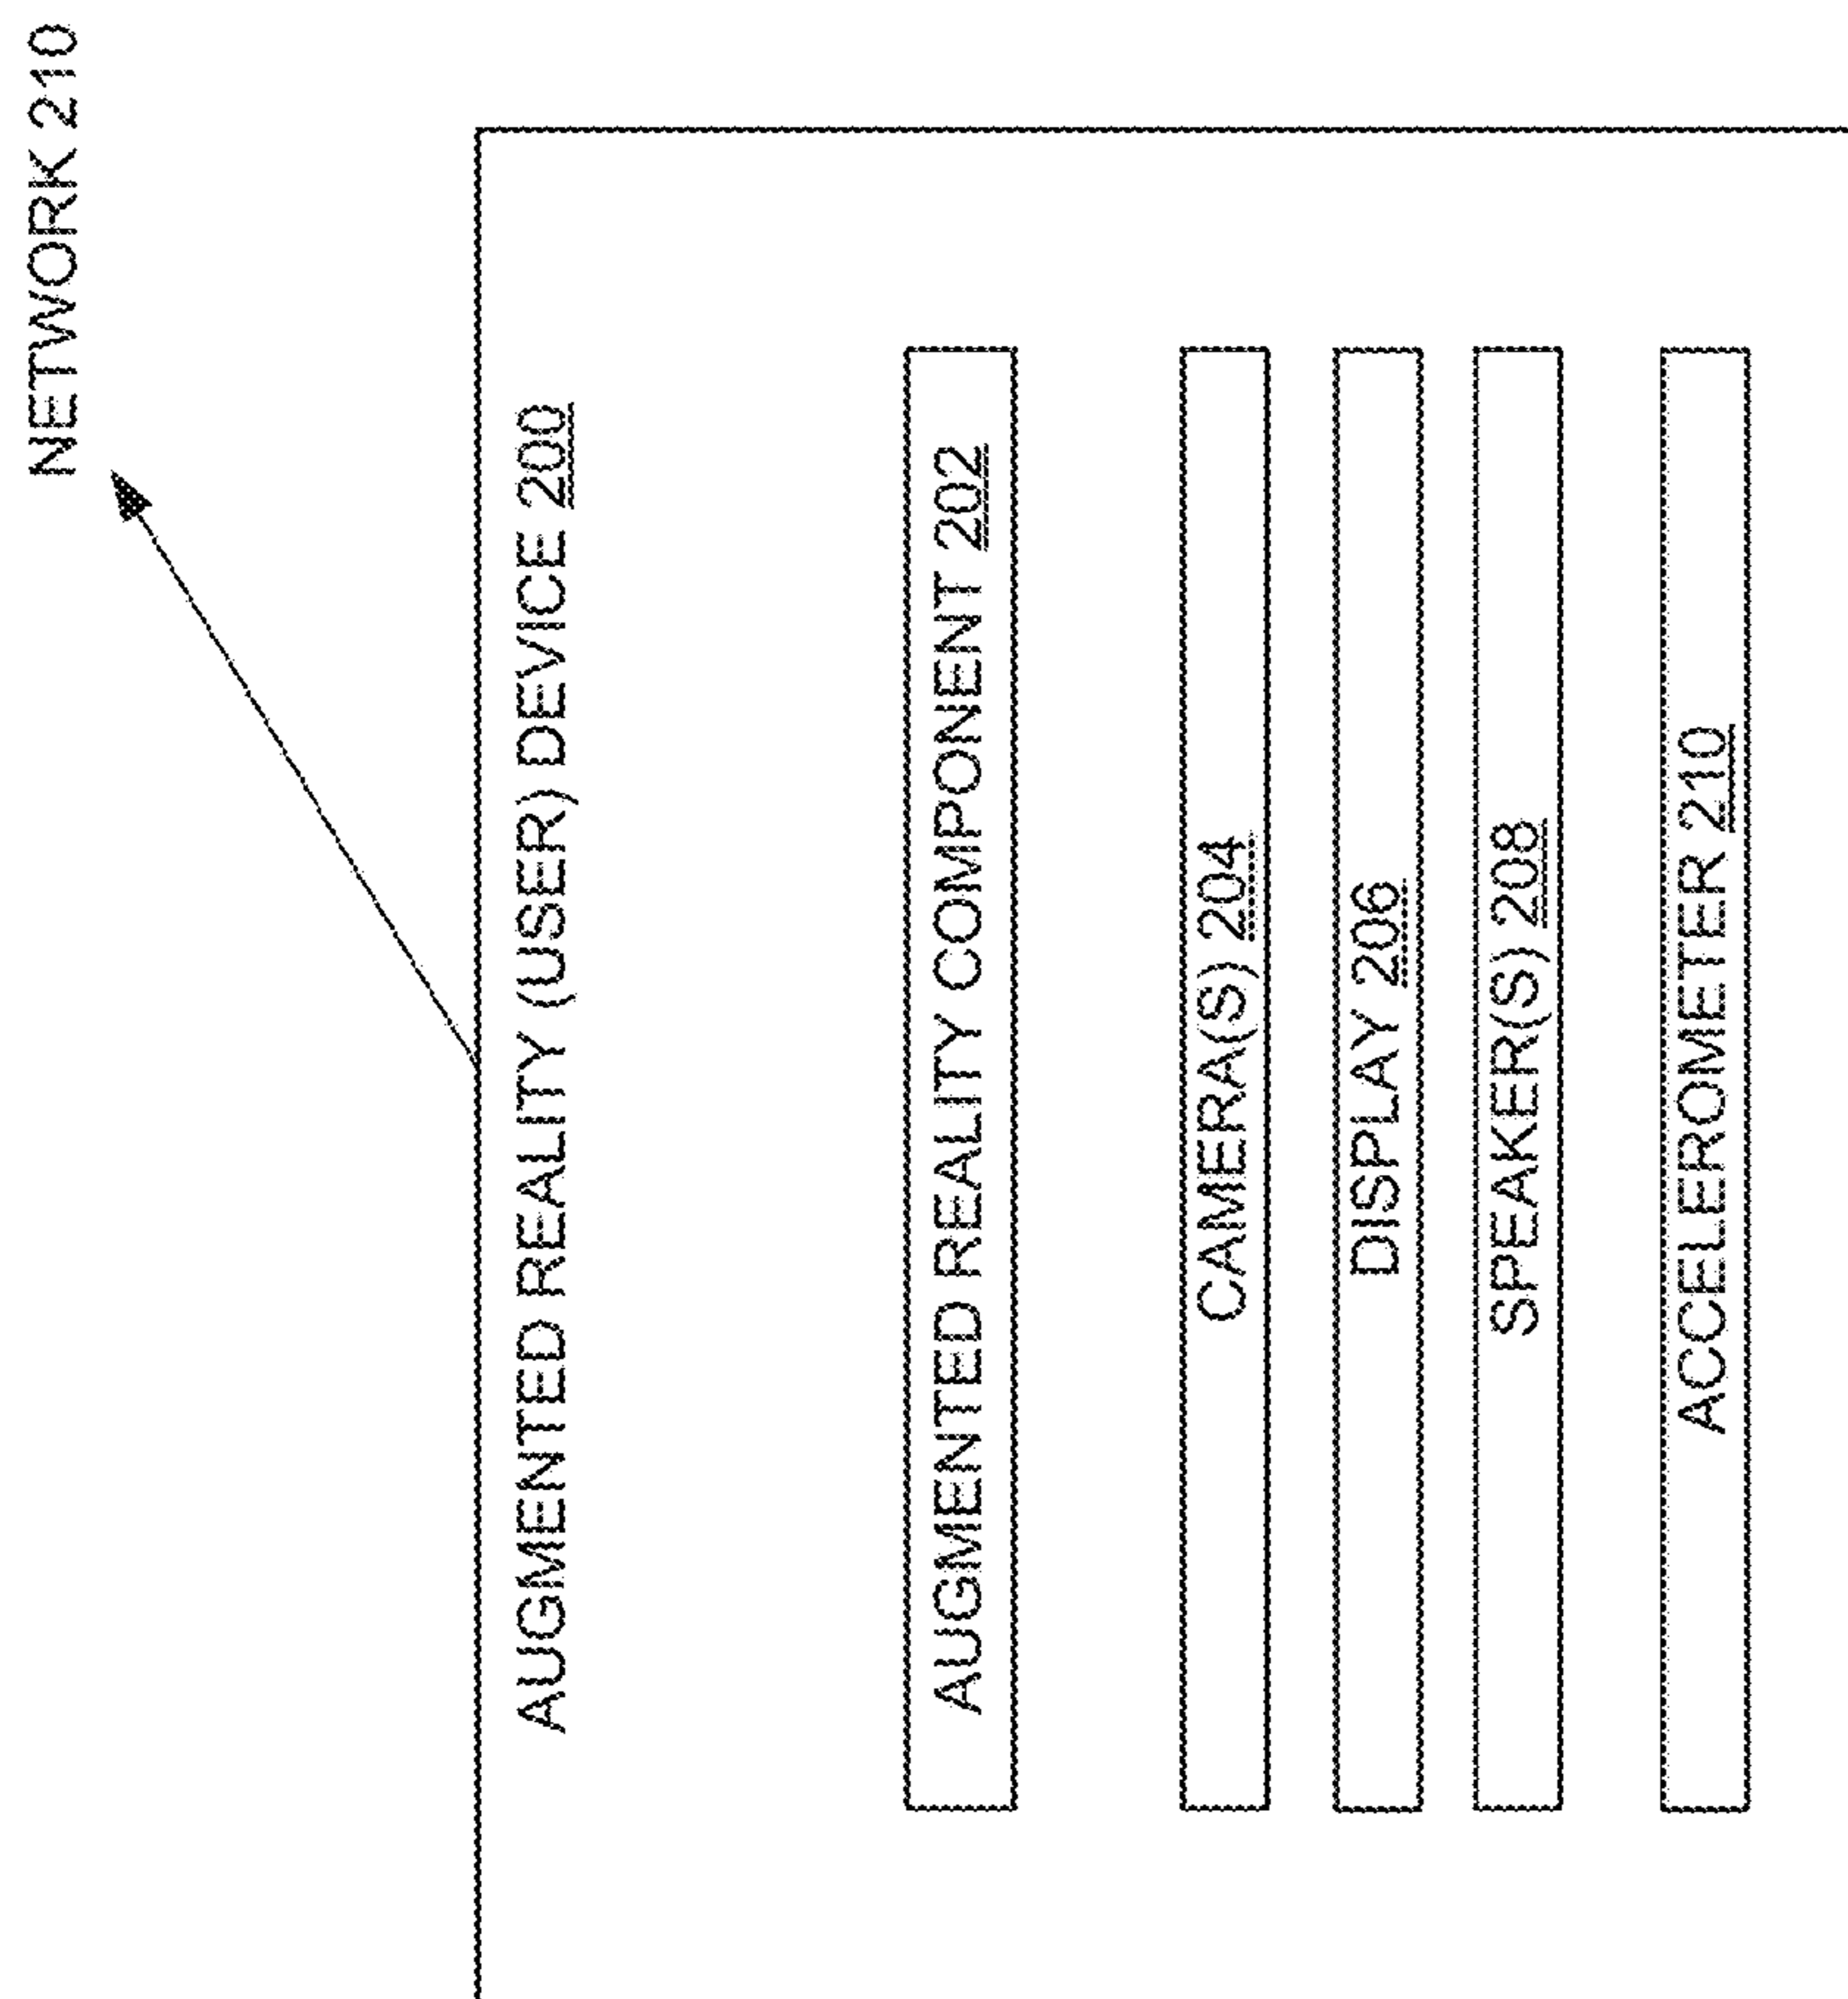 NETWORK 210
AUGMENTED REALITY (USER) DEVICE 200
AUGMENTED REALITY COMPONENT 202
CAMERA(S) 204
DISPLAY 206
SPEAKER(S) 208
ACCELEROMETER 210